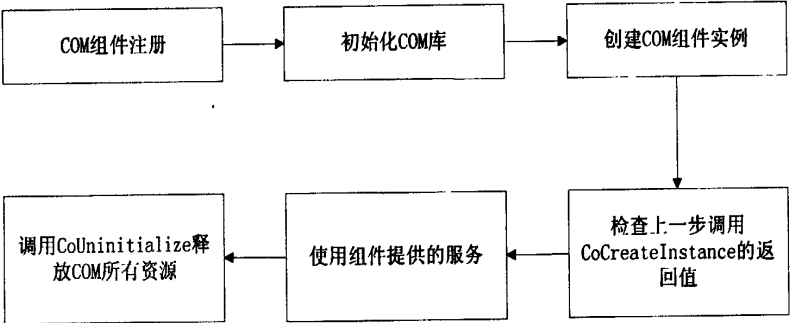 COM组件注册
初始化COM库
创建COM组件实例
检查上一步调用
CoCreateInstance的返
回值
使用组件提供的服务
调用CoUninitialize释
放COM所有资源